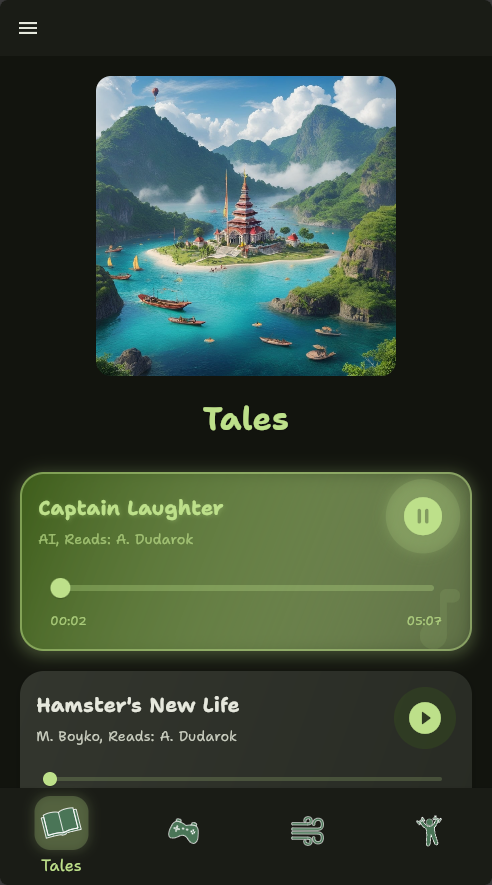 Tales
Captain Laughter
AI, Reads: A. Dudarok
00:02 05:07
Hamster's New Life
M. Boyko, Reads: A. Dudarok
Tales